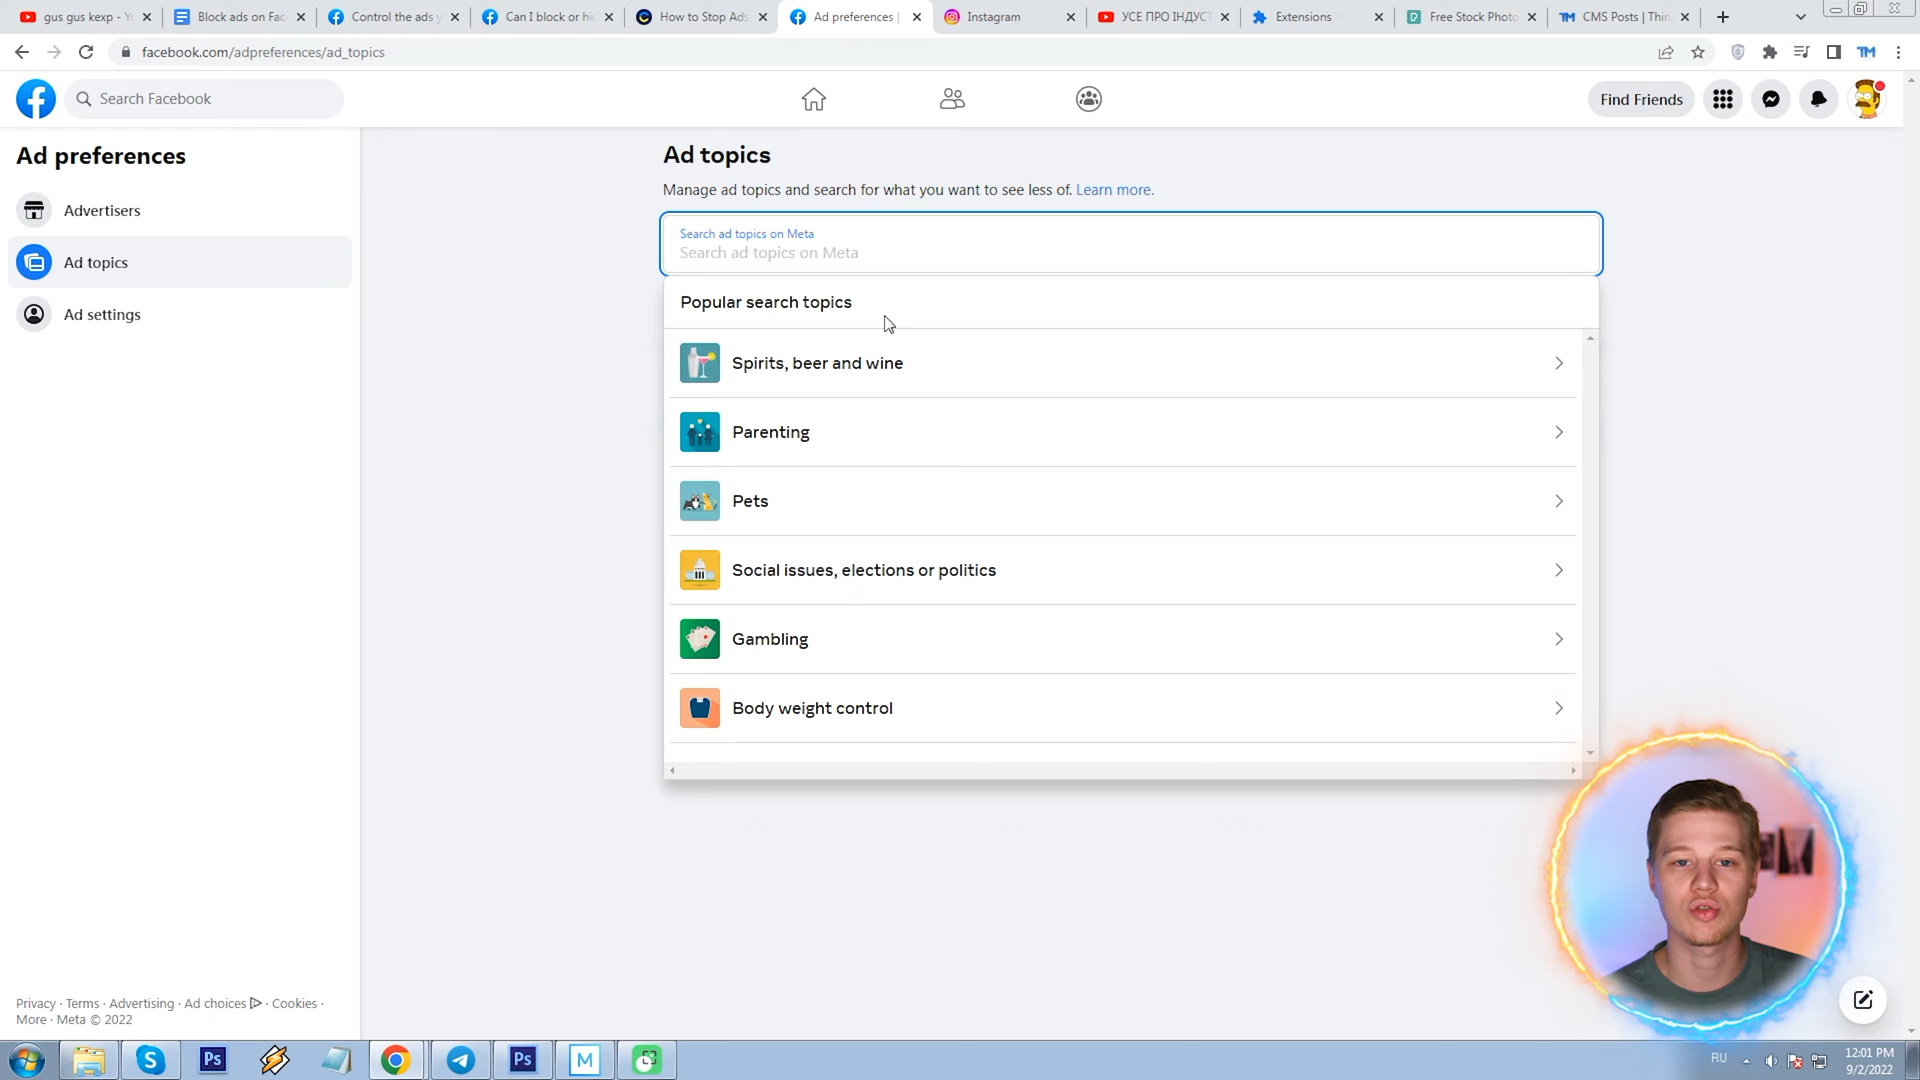 gus gus kexp - Yo
Block ads on Fac
Control the ads y
Can I block or hi
How to Stop Ads
Ad preferences |
Instagram
УСЕ ПРО ІНДУСТ
Extensions
Free Stock Photo
CMS Posts | Thin
facebook.com/adpreferences/ad_topics
TM
Search Facebook
Find Friends
Ad preferences
Advertisers
Ad topics
Ad settings
Ad topics
Manage ad topics and search for what you want to see less of. Learn more.
Search ad topics on Meta
Search ad topics on Meta
Popular search topics
Spirits, beer and wine
Parenting
Pets
Social issues, elections or politics
Gambling
Body weight control
Privacy · Terms · Advertising · Ad choices · Cookies ·
More · Meta © 2022
Ps
Ps
M
RU
12:01 PM
9/2/2022